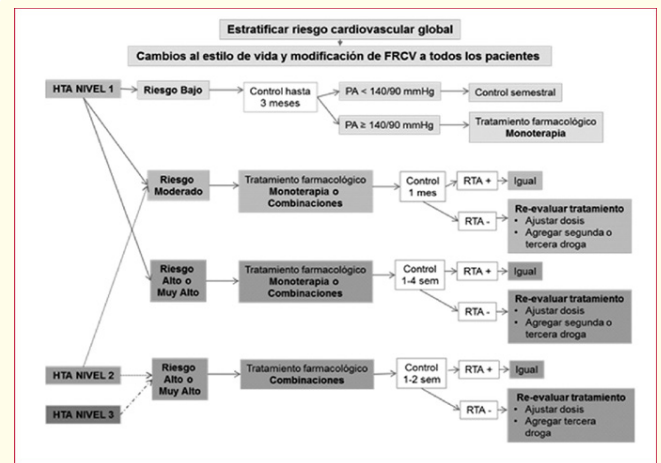 Estratificar riesgo cardiovascular global
Cambios al estilo de vida y modificación de FRCV a todos los pacientes
HTA NIVEL 1
Riesgo Bajo
Control hasta
3 meses
PA < 140/90 mmHg
Control semestral
PA ≥ 140/90 mmHg
Tratamiento farmacológico
Monoterapia
Riesgo
Moderado
Tratamiento farmacológico
Monoterapia o
Combinaciones
Control
1 mes
RTA +
Igual
RTA -
Re-evaluar tratamiento
• Ajustar dosis
• Agregar segunda o
tercera droga
Riesgo
Alto o
Muy Alto
Tratamiento farmacológico
Monoterapia o
Combinaciones
Control
1-4 sem
RTA +
Igual
RTA -
Re-evaluar tratamiento
• Ajustar dosis
• Agregar segunda o
tercera droga
HTA NIVEL 2
HTA NIVEL 3
Riesgo
Alto o
Muy Alto
Tratamiento farmacológico
Combinaciones
Control
1-2 sem
RTA +
Igual
RTA -
Re-evaluar tratamiento
• Ajustar dosis
• Agregar tercera
droga